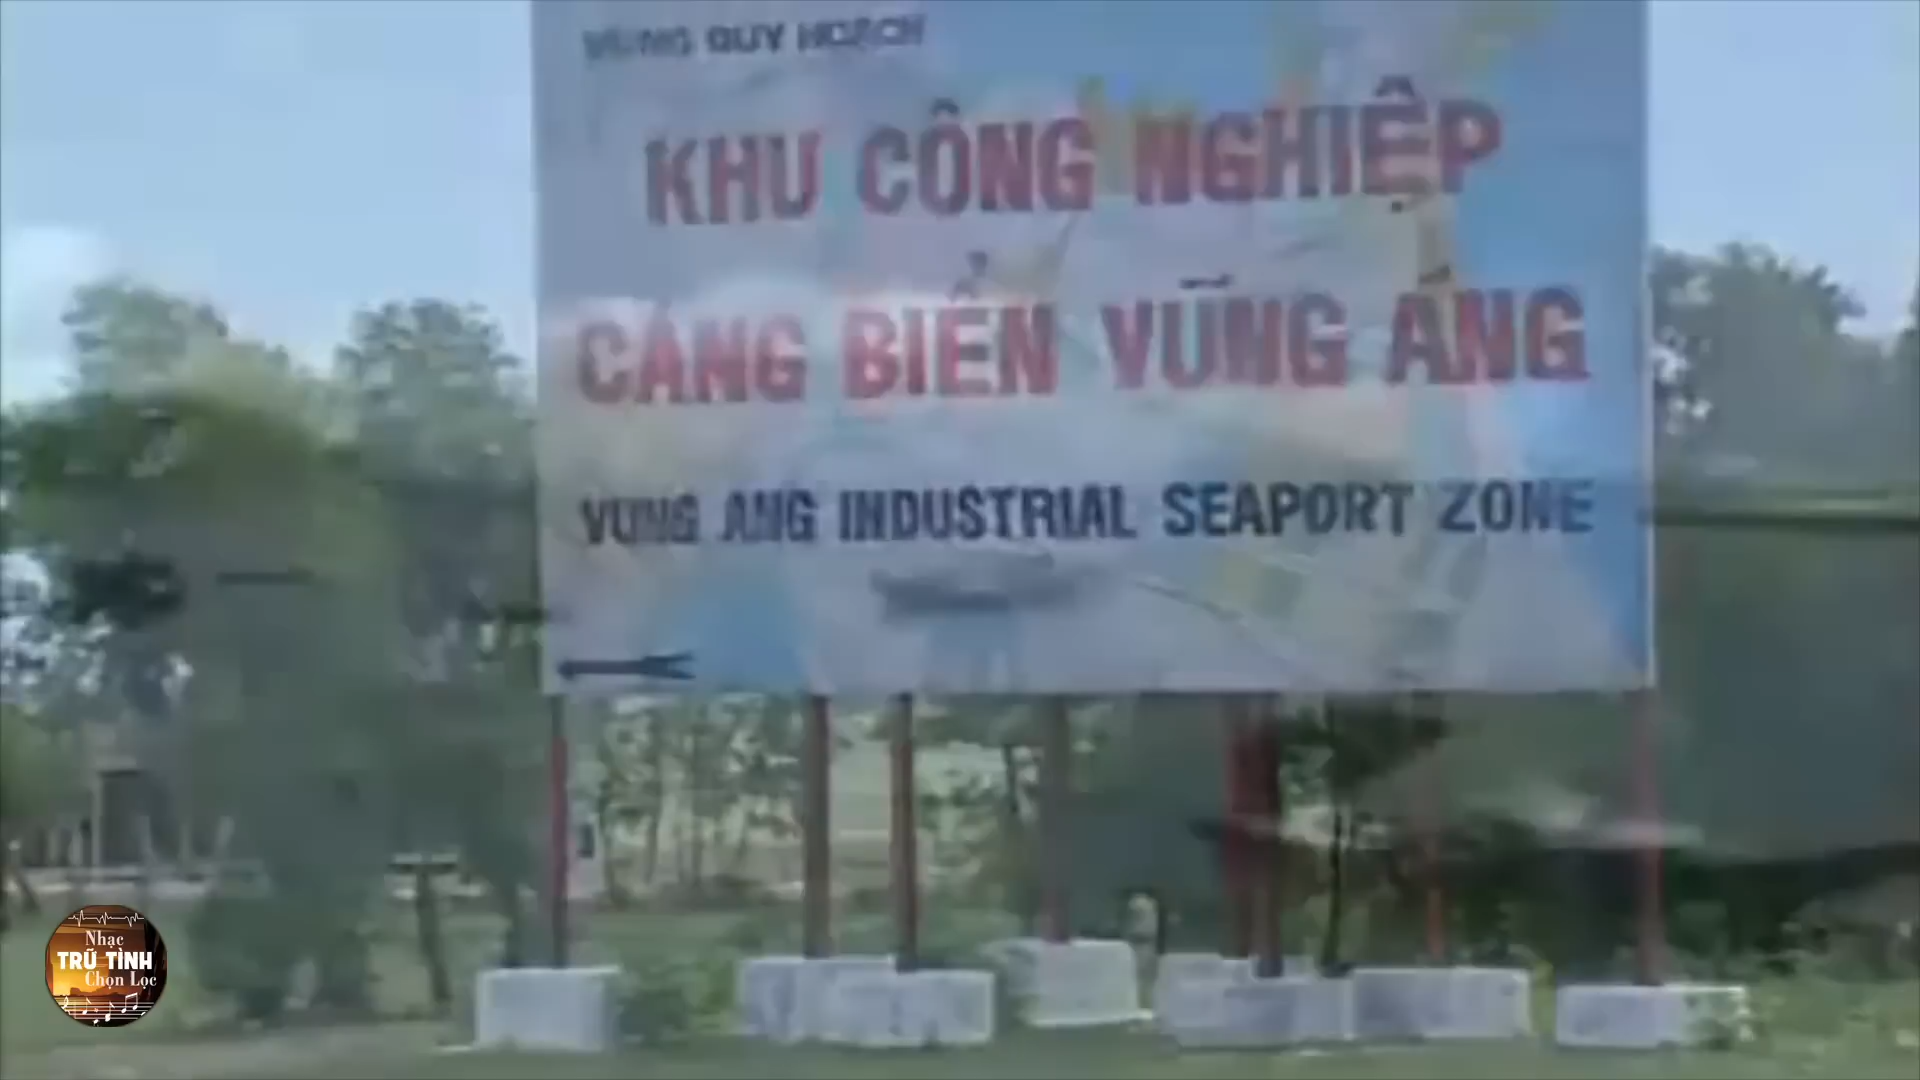 VÙNG QUY HOẠCH
KHU CÔNG NGHIỆP
CẢNG BIỂN VŨNG ÁNG
VUNG ANG INDUSTRIAL SEAPORT ZONE
Nhạc
TRỮ TÌNH
Chọn Lọc